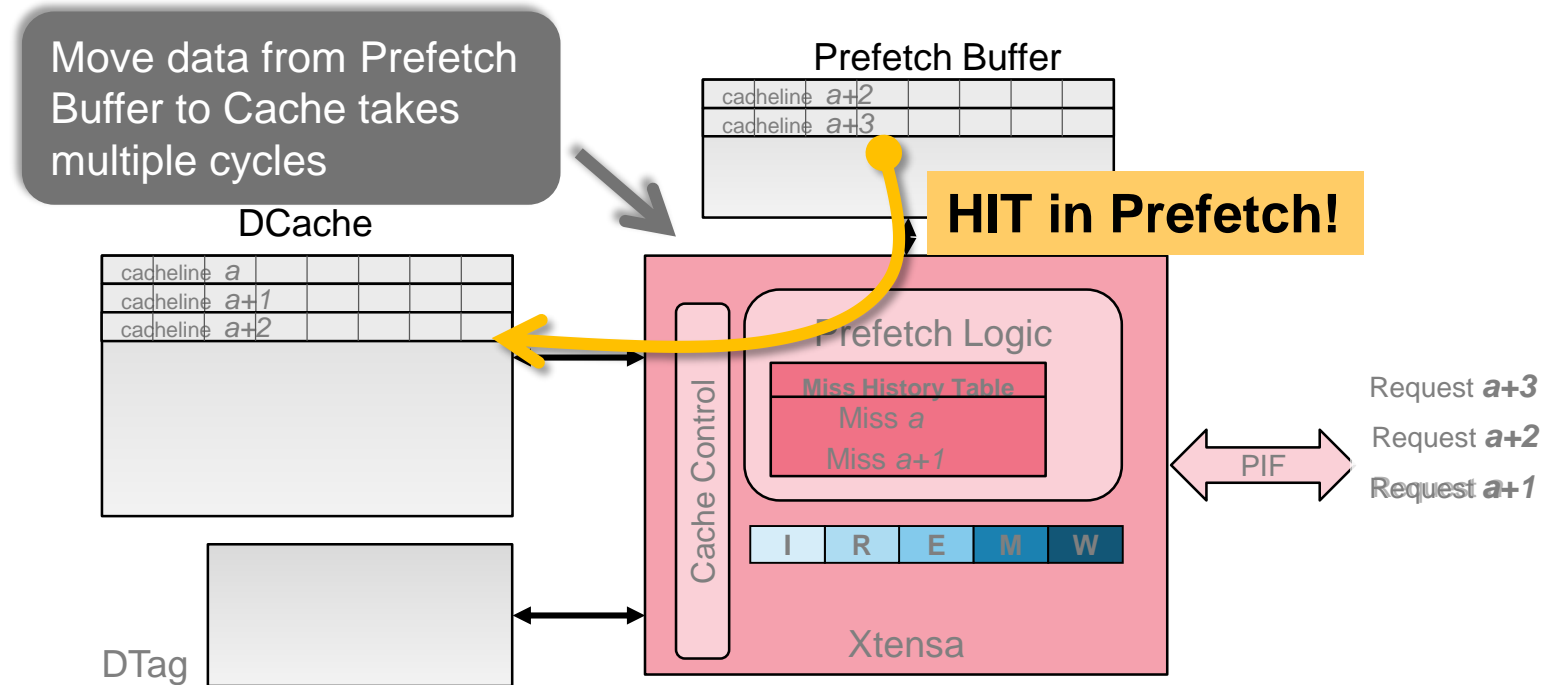 Move data from Prefetch
Buffer to Cache takes
multiple cycles
Prefetch Buffer
cacheline a+2
cacheline a+3
HIT in Prefetch!
DCache
cacheline a
cacheline a+1
cacheline a+2
Cache Control
Prefetch Logic
Miss History Table
Miss a
Miss a+1
I R E M W
Xtensa
PIF
Request a+3
Request a+2
Request a+1
DTag